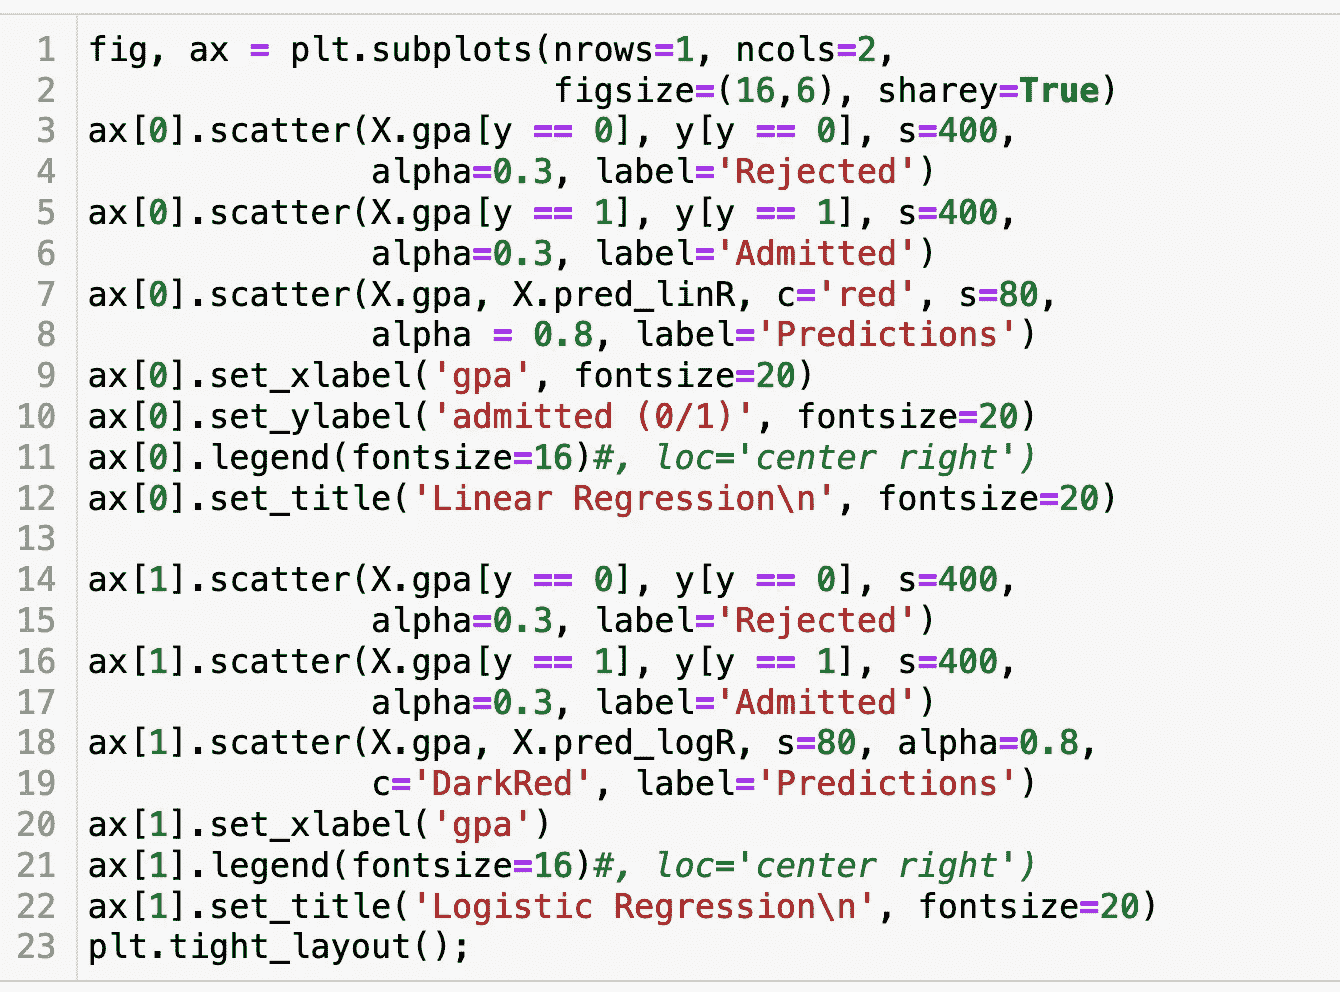 1 fig, ax = plt.subplots(nrows=1, ncols=2,
2                        figsize=(16,6), sharey=True)
3 ax[0].scatter(X.gpa[y == 0], y[y == 0], s=400,
4               alpha=0.3, label='Rejected')
5 ax[0].scatter(X.gpa[y == 1], y[y == 1], s=400,
6               alpha=0.3, label='Admitted')
7 ax[0].scatter(X.gpa, X.pred_linR, c='red', s=80,
8               alpha = 0.8, label='Predictions')
9 ax[0].set_xlabel('gpa', fontsize=20)
10 ax[0].set_ylabel('admitted (0/1)', fontsize=20)
11 ax[0].legend(fontsize=16)#, loc='center right')
12 ax[0].set_title('Linear Regression\n', fontsize=20)
13
14 ax[1].scatter(X.gpa[y == 0], y[y == 0], s=400,
15               alpha=0.3, label='Rejected')
16 ax[1].scatter(X.gpa[y == 1], y[y == 1], s=400,
17               alpha=0.3, label='Admitted')
18 ax[1].scatter(X.gpa, X.pred_logR, s=80, alpha=0.8,
19               c='DarkRed', label='Predictions')
20 ax[1].set_xlabel('gpa')
21 ax[1].legend(fontsize=16)#, loc='center right')
22 ax[1].set_title('Logistic Regression\n', fontsize=20)
23 plt.tight_layout();